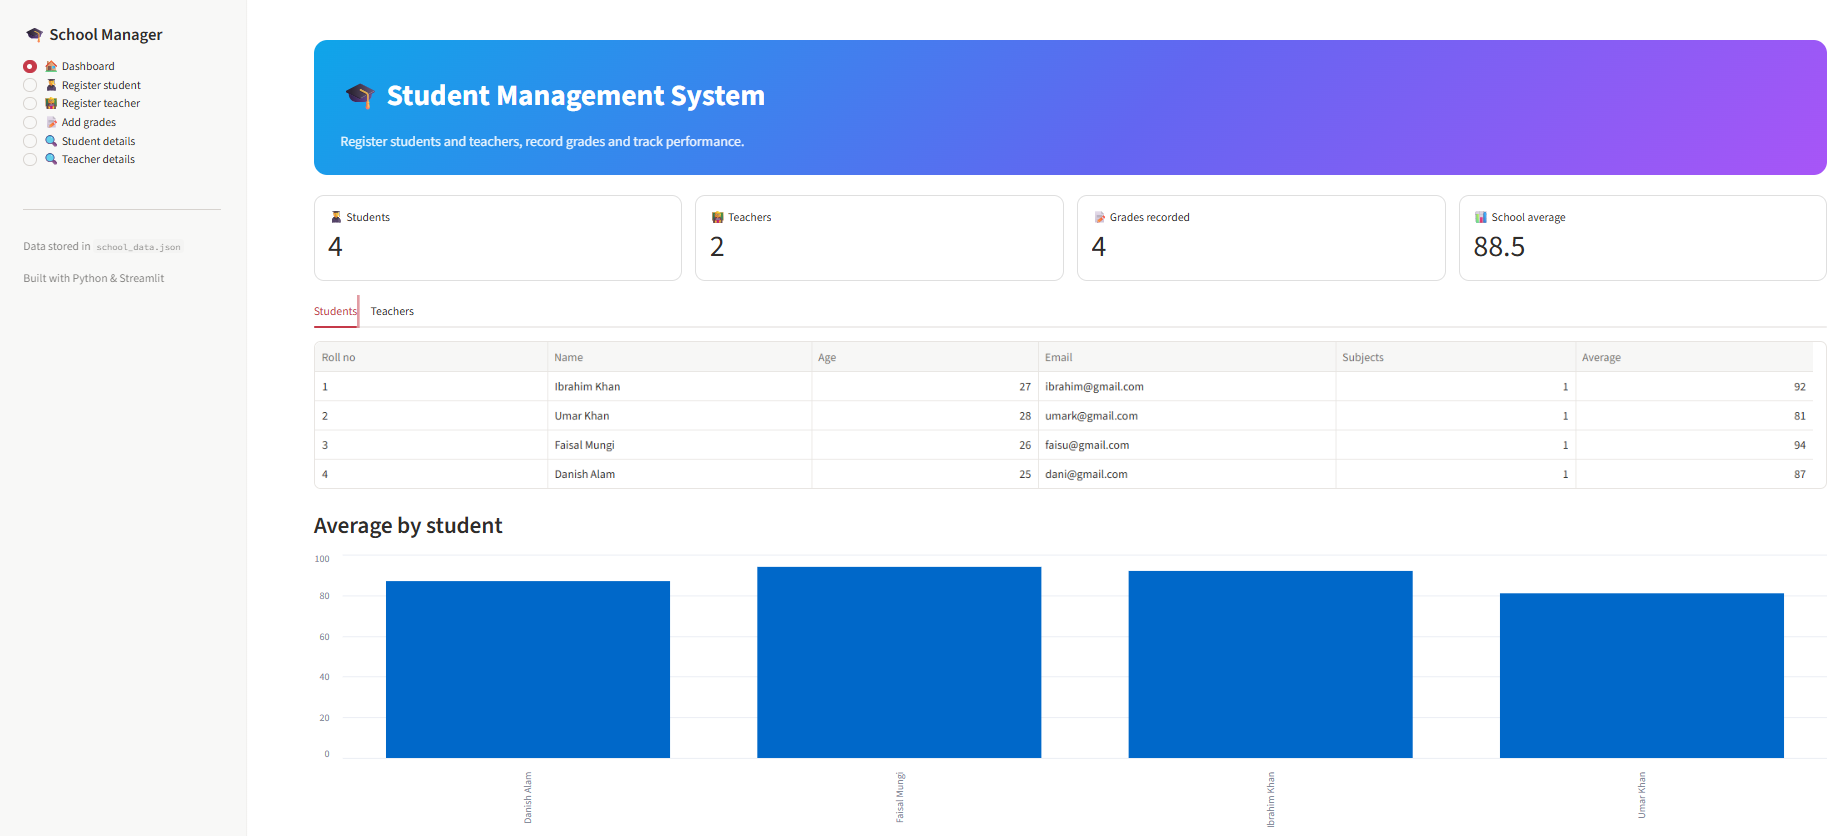 School Manager
Dashboard
Register student
Register teacher
Add grades
Student details
Teacher details
Data stored in school_data.json
Built with Python & Streamlit
Student Management System
Register students and teachers, record grades and track performance.
Students
4
Teachers
2
Grades recorded
4
School average
88.5
Students Teachers
Roll no Name Age Email Subjects Average
1 Ibrahim Khan 27 ibrahim@gmail.com 1 92
2 Umar Khan 28 umark@gmail.com 1 81
3 Faisal Mungi 26 faisu@gmail.com 1 94
4 Danish Alam 25 dani@gmail.com 1 87
Average by student
100
80
60
40
20
0
Danish Alam
Faisal Mungi
Ibrahim Khan
Umar Khan